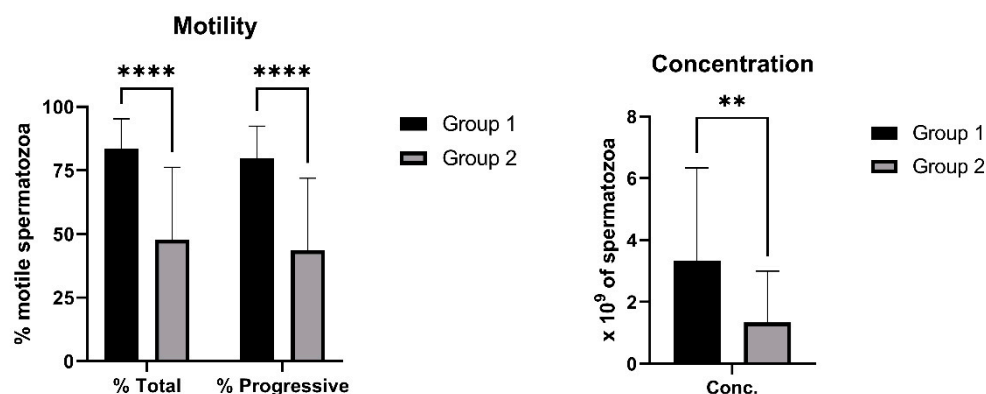 Motility
**** ****
% motile spermatozoa
100
75
50
25
0
% Total
% Progressive
Group 1
Group 2
Concentration
**
x 10⁹ of spermatozoa
8
6
4
2
0
Conc.
Group 1
Group 2